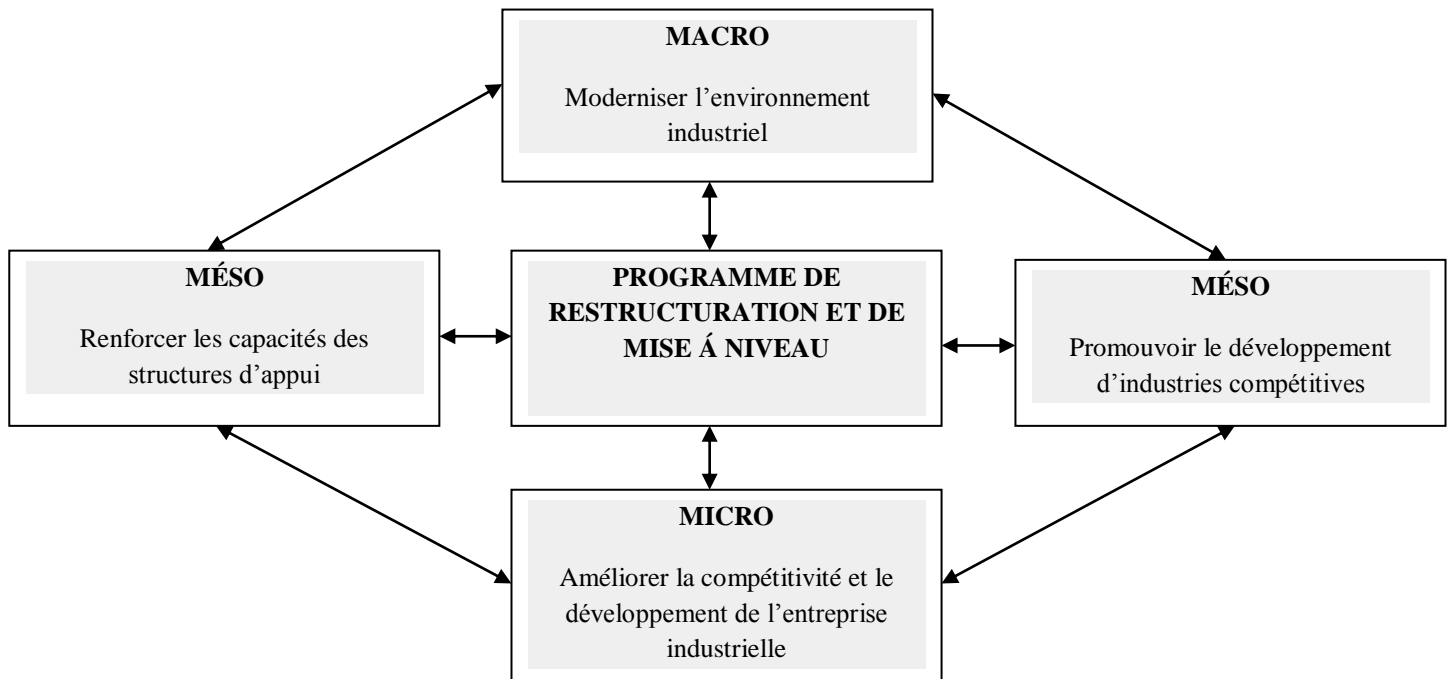 MACRO
Moderniser l’environnement
industriel
MÉSO
Renforcer les capacités des
structures d’appui
PROGRAMME DE
RESTRUCTURATION ET DE
MISE Á NIVEAU
MÉSO
Promouvoir le développement
d’industries compétitives
MICRO
Améliorer la compétitivité et le
développement de l’entreprise
industrielle